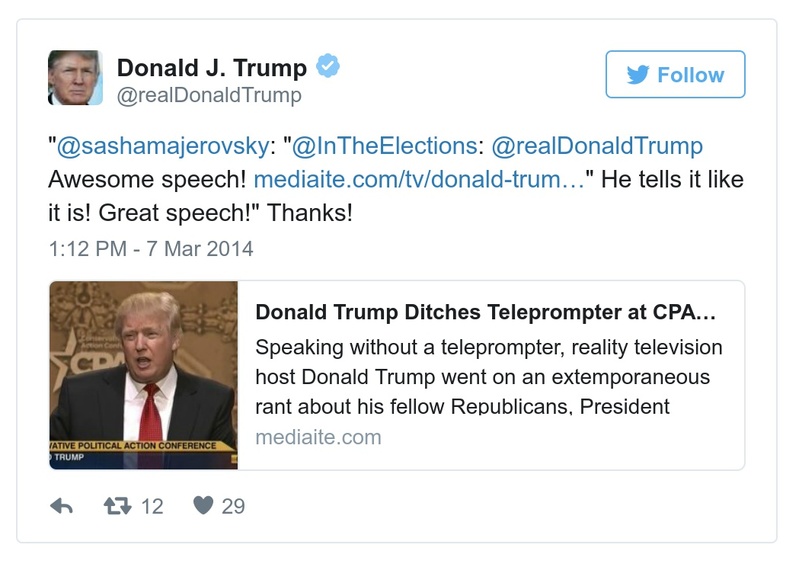 Donald J. Trump
@realDonaldTrump
Follow
"@sashamajerovsky: "@InTheElections: @realDonaldTrump
Awesome speech! mediaite.com/tv/donald-trum…" He tells it like
it is! Great speech!" Thanks!
1:12 PM - 7 Mar 2014
Donald Trump Ditches Teleprompter at CPA…
Speaking without a teleprompter, reality television
host Donald Trump went on an extemporaneous
rant about his fellow Republicans, President
mediaite.com
CPA
VATIVE POLITICAL ACTION CONFERENCE
TRUMP
12
29